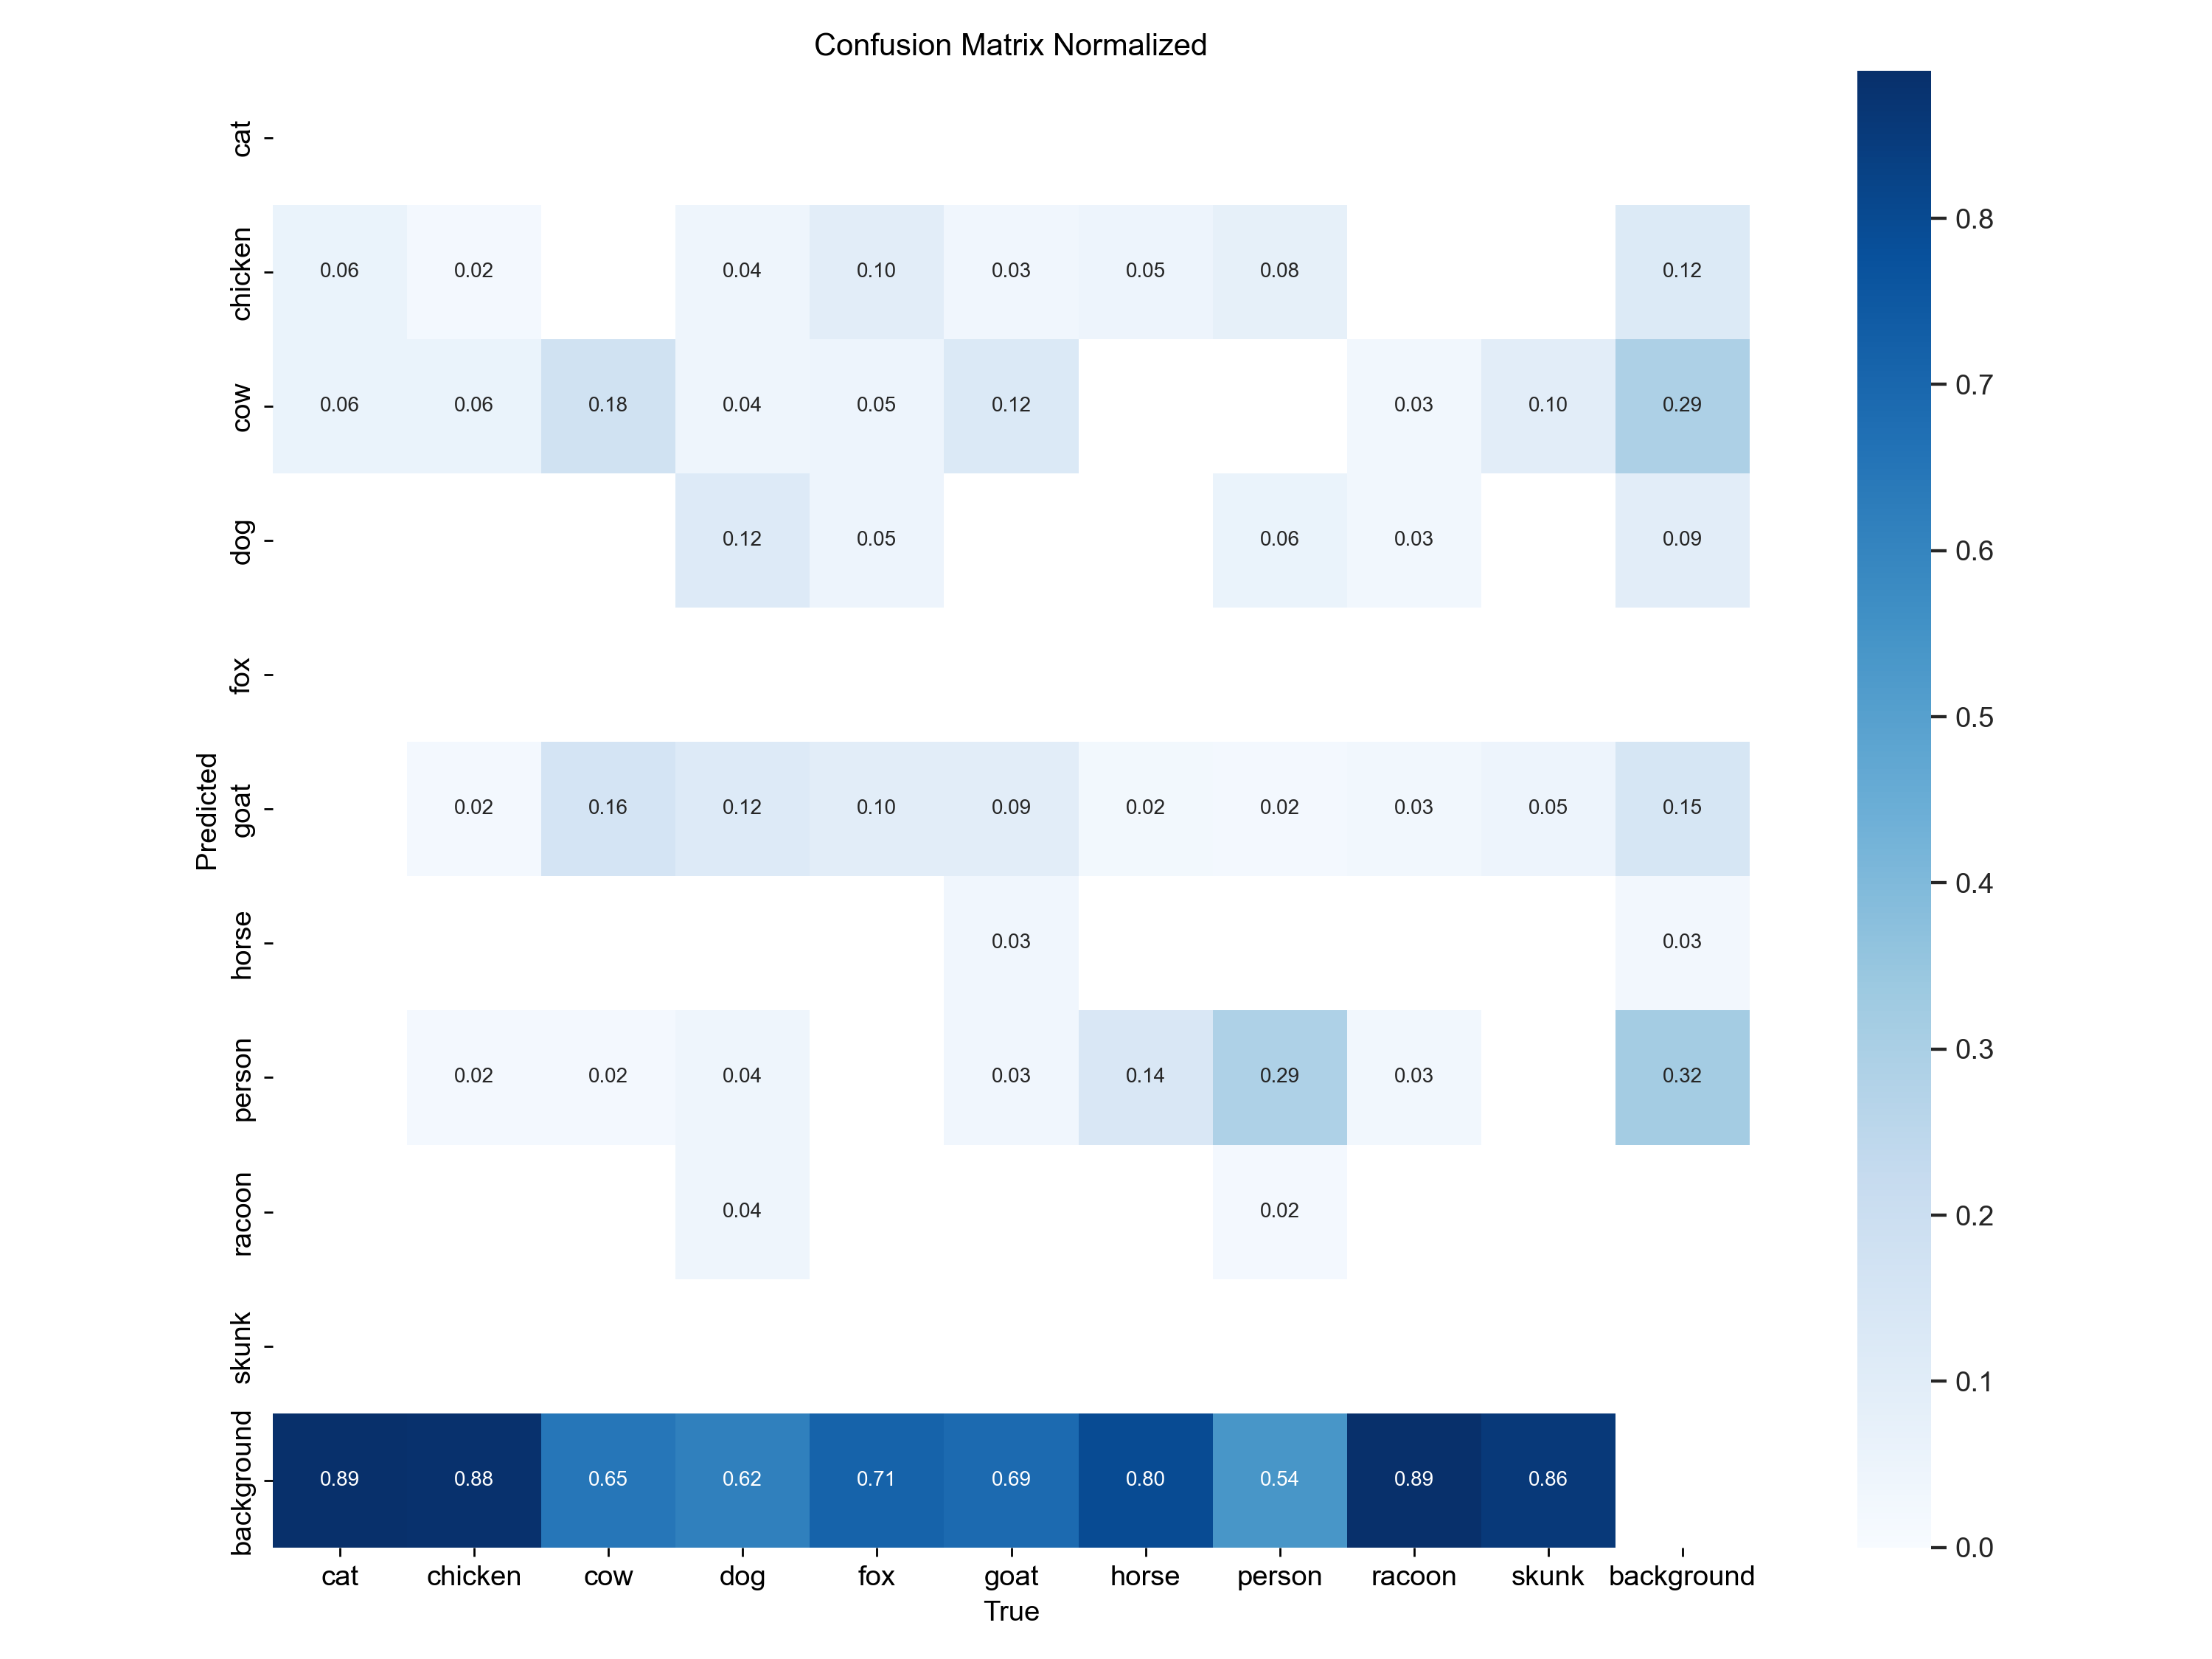 Confusion Matrix Normalized
cat
chicken
0.06 0.02 0.04 0.10 0.03 0.05 0.08 0.12
cow
0.06 0.06 0.18 0.04 0.05 0.12 0.03 0.10 0.29
dog
0.12 0.05 0.06 0.03 0.09
fox
Predicted
goat
0.02 0.16 0.12 0.10 0.09 0.02 0.02 0.03 0.05 0.15
horse
0.03 0.03
person
0.02 0.02 0.04 0.03 0.14 0.29 0.03 0.32
racoon
0.04 0.02
skunk
background
0.89 0.88 0.65 0.62 0.71 0.69 0.80 0.54 0.89 0.86
cat chicken cow dog fox goat horse person racoon skunk background
True
0.8
0.7
0.6
0.5
0.4
0.3
0.2
0.1
0.0